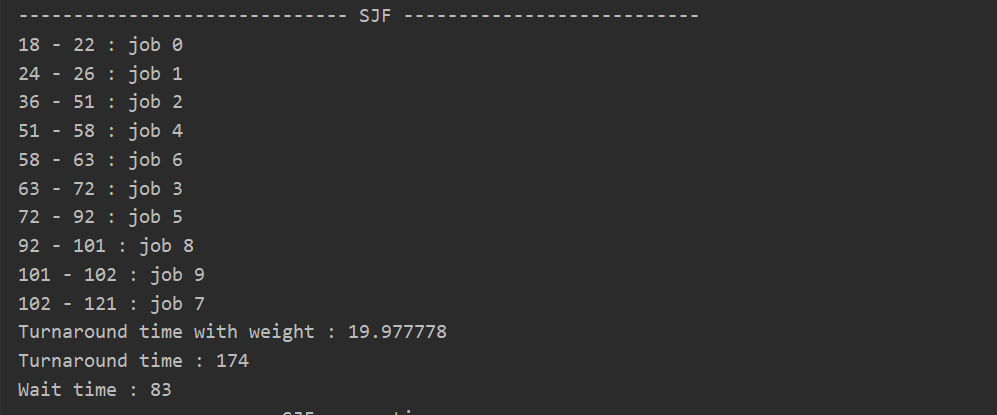 ------------------------------ SJF ---------------------------
18 - 22 : job 0
24 - 26 : job 1
36 - 51 : job 2
51 - 58 : job 4
58 - 63 : job 6
63 - 72 : job 3
72 - 92 : job 5
92 - 101 : job 8
101 - 102 : job 9
102 - 121 : job 7
Turnaround time with weight : 19.977778
Turnaround time : 174
Wait time : 83
SJF